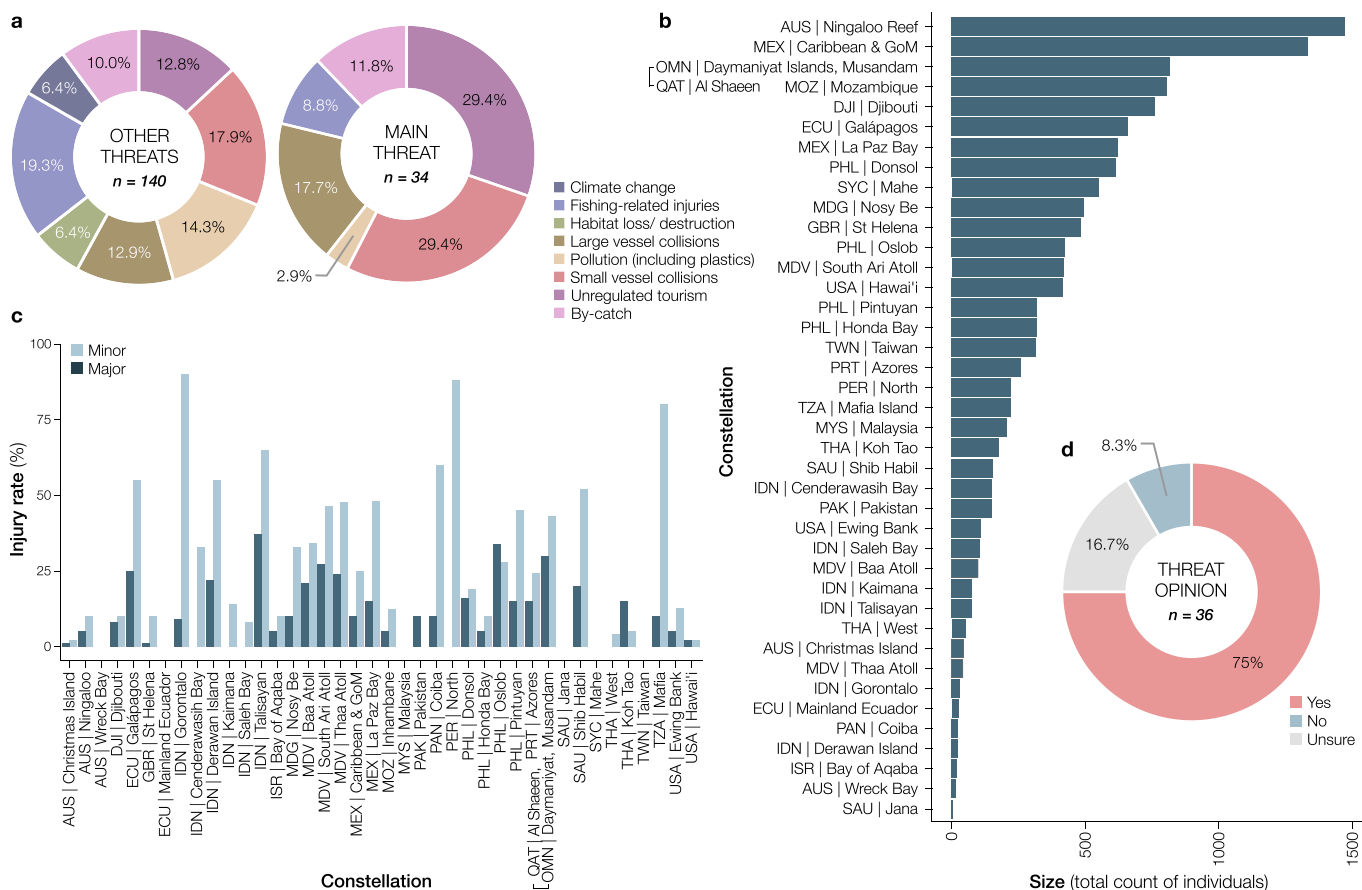 a
10.0%
12.8%
6.4%
17.9%
19.3%
14.3%
6.4%
12.9%
OTHER
THREATS
n = 140
11.8%
29.4%
8.8%
17.7%
29.4%
2.9%
MAIN
THREAT
n = 34
Climate change
Fishing-related injuries
Habitat loss/ destruction
Large vessel collisions
Pollution (including plastics)
Small vessel collisions
Unregulated tourism
By-catch
b
AUS | Ningaloo Reef
MEX | Caribbean & GoM
OMN | Daymaniyat Islands, Musandam
QAT | Al Shaeen
MOZ | Mozambique
DJI | Djibouti
ECU | Galápagos
MEX | La Paz Bay
PHL | Donsol
SYC | Mahe
MDG | Nosy Be
GBR | St Helena
PHL | Oslob
MDV | South Ari Atoll
USA | Hawai'i
PHL | Pintuyan
PHL | Honda Bay
TWN | Taiwan
PRT | Azores
PER | North
TZA | Mafia Island
MYS | Malaysia
THA | Koh Tao
SAU | Shib Habil
IDN | Cenderawasih Bay
PAK | Pakistan
USA | Ewing Bank
IDN | Saleh Bay
MDV | Baa Atoll
IDN | Kaimana
IDN | Talisayan
THA | West
AUS | Christmas Island
MDV | Thaa Atoll
IDN | Gorontalo
ECU | Mainland Ecuador
PAN | Coiba
IDN | Derawan Island
ISR | Bay of Aqaba
AUS | Wreck Bay
SAU | Jana
Constellation
0
500
1000
1500
Size (total count of individuals)
c
Minor
Major
100
75
50
25
0
Injury rate (%)
AUS | Christmas Island
AUS | Ningaloo
AUS | Wreck Bay
DJI | Djibouti
ECU | Galápagos
GBR | St Helena
ECU | Mainland Ecuador
IDN | Gorontalo
IDN | Cenderawasih Bay
IDN | Derawan Island
IDN | Kaimana
IDN | Saleh Bay
IDN | Talisayan
ISR | Bay of Aqaba
MDG | Nosy Be
MDV | Baa Atoll
MDV | South Ari Atoll
MDV | Thaa Atoll
MEX | Caribbean & GoM
MEX | La Paz Bay
MOZ | Inhambane
MYS | Malaysia
PAK | Pakistan
PAN | Coiba
PER | North
PHL | Donsol
PHL | Honda Bay
PHL | Oslob
PHL | Pintuyan
PRT | Azores
QAT | Al Shaeen,
OMN | Daymaniyat, Musandam
SAU | Jana
SAU | Shib Habil
SYC | Mahe
THA | West
THA | Koh Tao
TWN | Taiwan
TZA | Mafia
USA | Ewing Bank
USA | Hawai'i
Constellation
d
8.3%
16.7%
75%
THREAT
OPINION
n = 36
Yes
No
Unsure